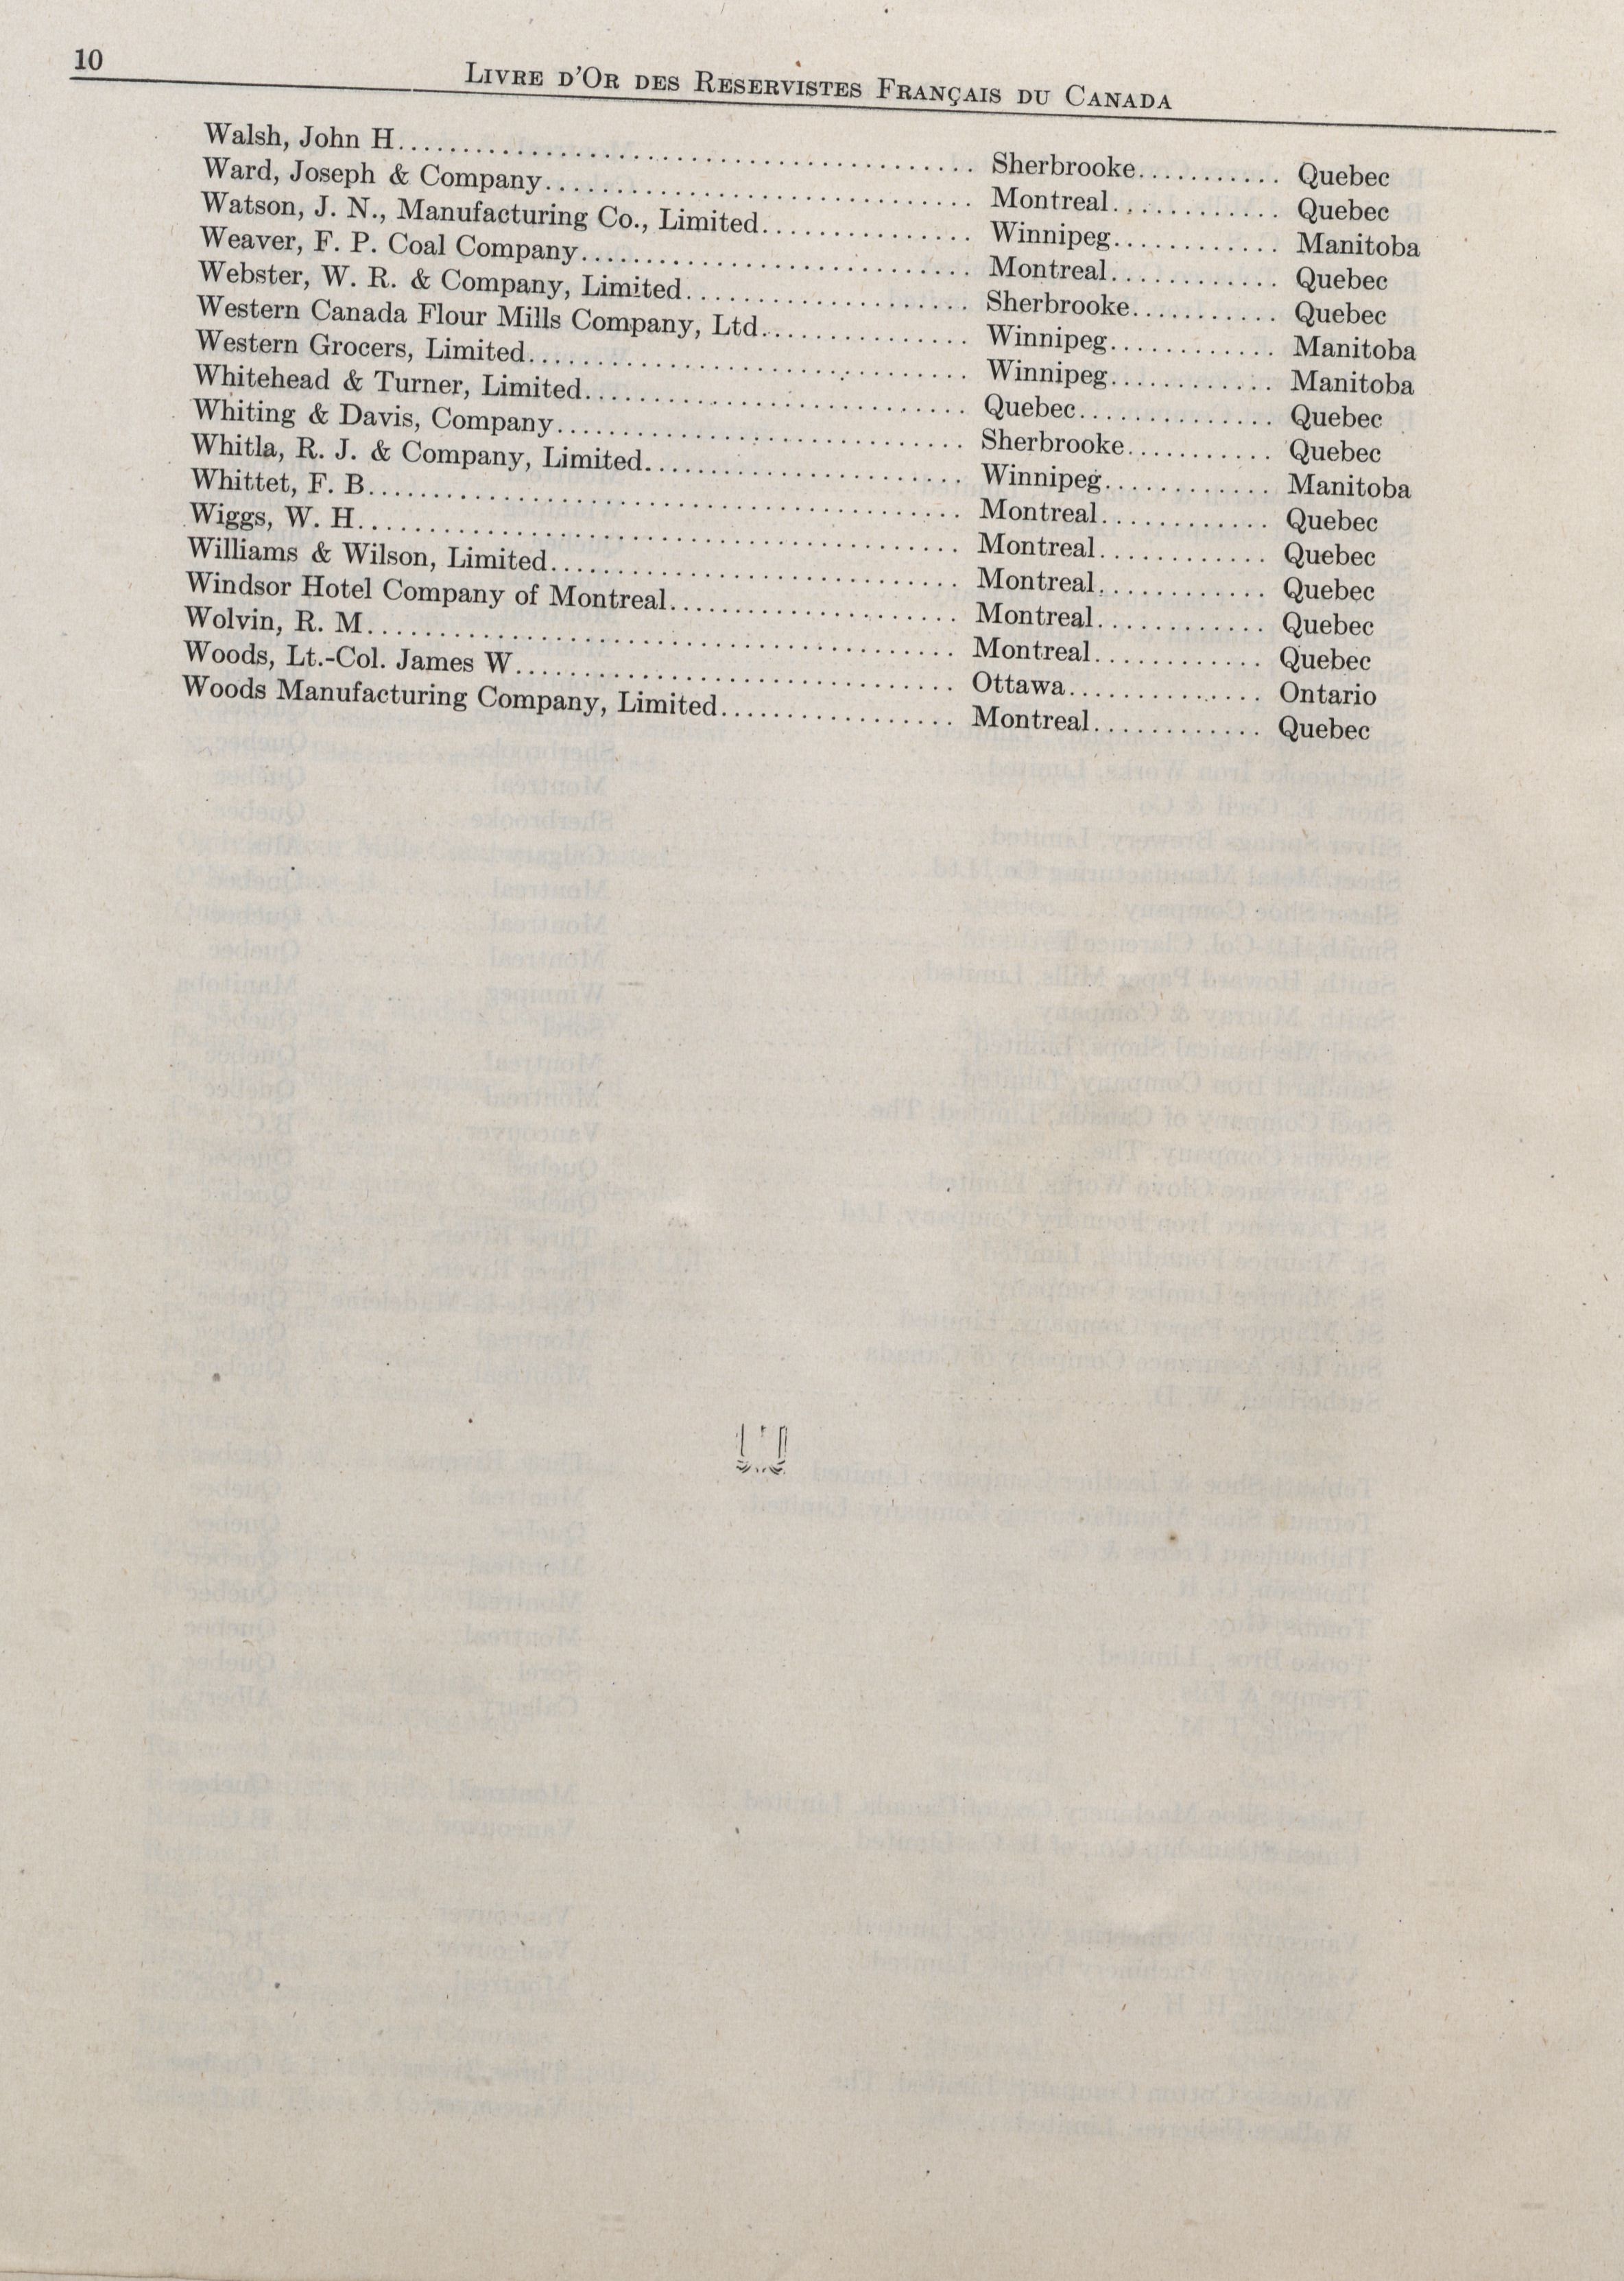 10
LIVRE D'OR DES RESERVISTES FRANÇAIS DU CANADA
Walsh, John H. Sherbrooke Quebec
Ward, Joseph & Company Montreal Quebec
Watson, J. N., Manufacturing Co., Limited Winnipeg Manitoba
Weaver, F. P. Coal Company Montreal Quebec
Webster, W. R. & Company, Limited Sherbrooke Quebec
Western Canada Flour Mills Company, Ltd. Winnipeg Manitoba
Western Grocers, Limited Winnipeg Manitoba
Whitehead & Turner, Limited Quebec Quebec
Whiting & Davis, Company Sherbrooke Quebec
Whitla, R. J. & Company, Limited Winnipeg Manitoba
Whittet, F. B. Montreal Quebec
Wiggs, W. H. Montreal Quebec
Williams & Wilson, Limited Montreal Quebec
Windsor Hotel Company of Montreal Montreal Quebec
Wolvin, R. M. Montreal Quebec
Woods, Lt.-Col. James W. Ottawa Ontario
Woods Manufacturing Company, Limited Montreal Quebec